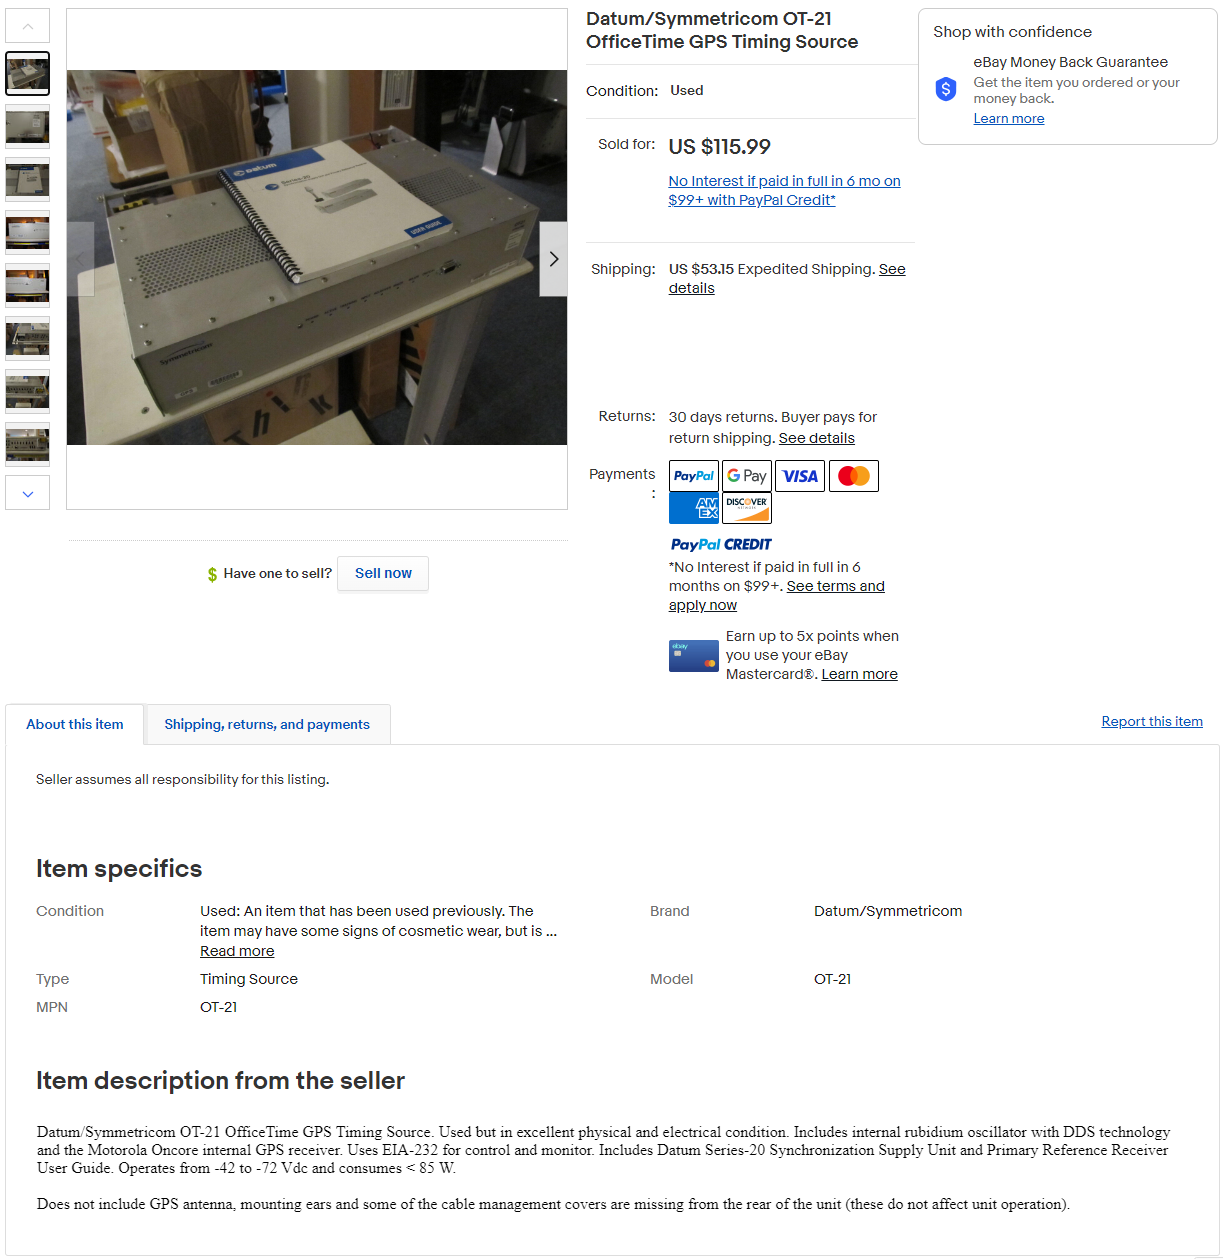 Datum/Symmetricom OT-21
OfficeTime GPS Timing Source
Condition: Used
Sold for: US $115.99
No Interest if paid in full in 6 mo on
$99+ with PayPal Credit*
Shipping: US $53.15 Expedited Shipping. See
details
Returns: 30 days returns. Buyer pays for
return shipping. See details
Payments
:
PayPal G Pay VISA
AM
EX DISCOVER
NETWORK
PayPal CREDIT
*No Interest if paid in full in 6
months on $99+. See terms and
apply now
ebay
Earn up to 5x points when
you use your eBay
Mastercard®. Learn more
Shop with confidence
eBay Money Back Guarantee
Get the item you ordered or your
money back.
Learn more
Datum
USER GUIDE
Symmetricom
$ Have one to sell? Sell now
About this item
Shipping, returns, and payments
Report this item
Seller assumes all responsibility for this listing.
Item specifics
Condition Used: An item that has been used previously. The
item may have some signs of cosmetic wear, but is ...
Read more
Brand Datum/Symmetricom
Type Timing Source
Model OT-21
MPN OT-21
Item description from the seller
Datum/Symmetricom OT-21 OfficeTime GPS Timing Source. Used but in excellent physical and electrical condition. Includes internal rubidium oscillator with DDS technology
and the Motorola Oncore internal GPS receiver. Uses EIA-232 for control and monitor. Includes Datum Series-20 Synchronization Supply Unit and Primary Reference Receiver
User Guide. Operates from -42 to -72 Vdc and consumes < 85 W.
Does not include GPS antenna, mounting ears and some of the cable management covers are missing from the rear of the unit (these do not affect unit operation).